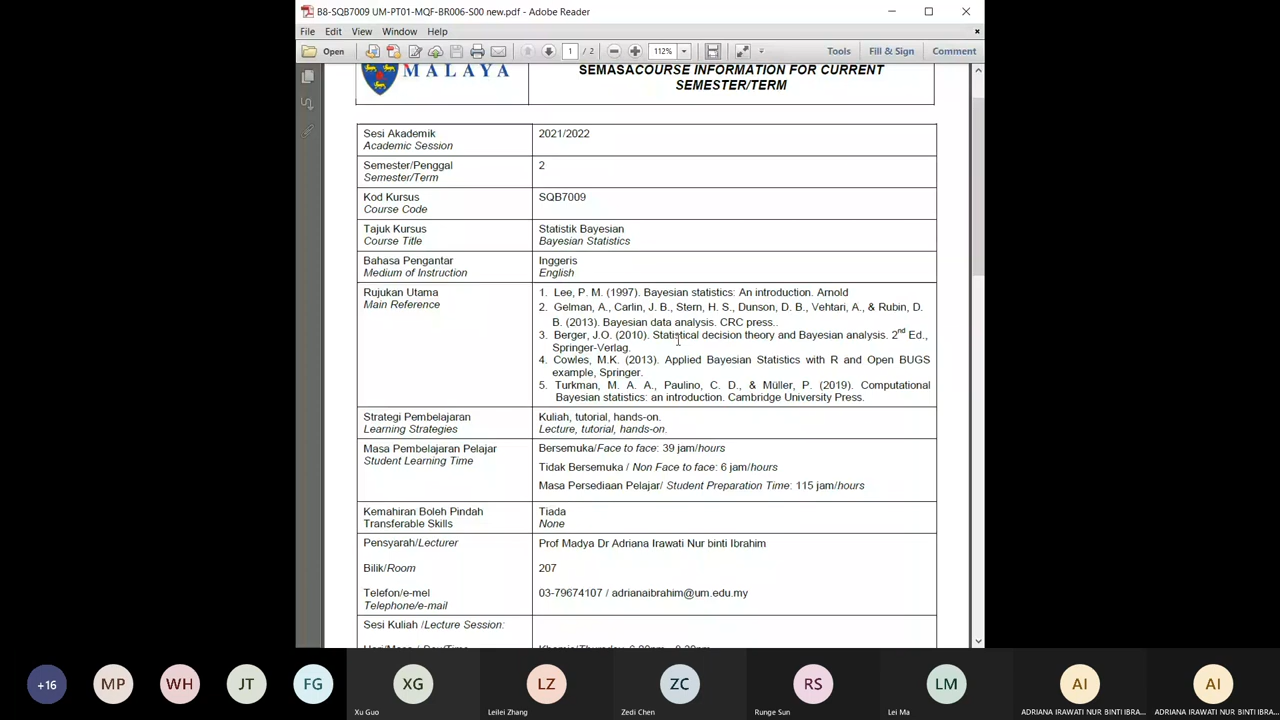 B8-SQB7009 UM-PT01-MQF-BR006-S00 new.pdf - Adobe Reader
File Edit View Window Help
Open 1 / 2 112% Tools Fill & Sign Comment
MALAYA
SEMASACOURSE INFORMATION FOR CURRENT
SEMESTER/TERM
Sesi Akademik 2021/2022
Academic Session
Semester/Penggal 2
Semester/Term
Kod Kursus SQB7009
Course Code
Tajuk Kursus Statistik Bayesian
Course Title Bayesian Statistics
Bahasa Pengantar Inggeris
Medium of Instruction English
Rujukan Utama 1. Lee, P. M. (1997). Bayesian statistics: An introduction. Arnold
Main Reference 2. Gelman, A., Carlin, J. B., Stern, H. S., Dunson, D. B., Vehtari, A., & Rubin, D.
B. (2013). Bayesian data analysis. CRC press..
3. Berger, J.O. (2010). Statistical decision theory and Bayesian analysis. 2nd Ed.,
Springer-Verlag.
4. Cowles, M.K. (2013). Applied Bayesian Statistics with R and Open BUGS
example, Springer.
5. Turkman, M. A. A., Paulino, C. D., & Müller, P. (2019). Computational
Bayesian statistics: an introduction. Cambridge University Press.
Strategi Pembelajaran Kuliah, tutorial, hands-on.
Learning Strategies Lecture, tutorial, hands-on.
Masa Pembelajaran Pelajar Bersemuka/Face to face: 39 jam/hours
Student Learning Time
Tidak Bersemuka / Non Face to face: 6 jam/hours
Masa Persediaan Pelajar/ Student Preparation Time: 115 jam/hours
Kemahiran Boleh Pindah Tiada
Transferable Skills None
Pensyarah/Lecturer Prof Madya Dr Adriana Irawati Nur binti Ibrahim
Bilik/Room 207
Telefon/e-mel 03-79674107 / adrianaibrahim@um.edu.my
Telephone/e-mail
Sesi Kuliah /Lecture Session:
+16 MP WH JT FG XG LZ ZC RS LM AI AI
Xu Guo Leilei Zhang Zedi Chen Runge Sun Lei Ma ADRIANA IRAWATI NUR BINTI IBRA... ADRIANA IRAWATI NUR BINTI IBRA...